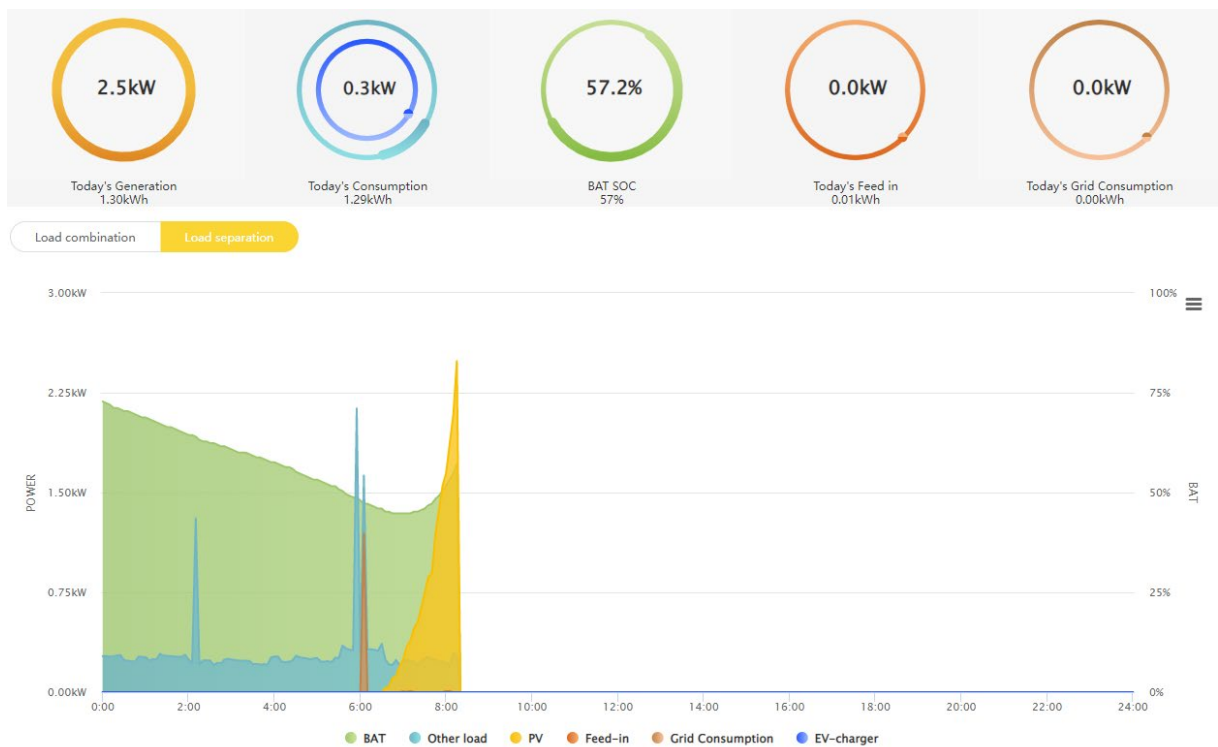 2.5kW
0.3kW
57.2%
0.0kW
0.0kW
Today's Generation
1.30kWh
Today's Consumption
1.29kWh
BAT SOC
57%
Today's Feed in
0.01kWh
Today's Grid Consumption
0.00kWh
Load combination
Load separation
3.00kW
2.25kW
1.50kW
0.75kW
0.00kW
POWER
100%
75%
50%
25%
0%
BAT
0:00 2:00 4:00 6:00 8:00 10:00 12:00 14:00 16:00 18:00 20:00 22:00 24:00
BAT Other load PV Feed-in Grid Consumption EV-charger